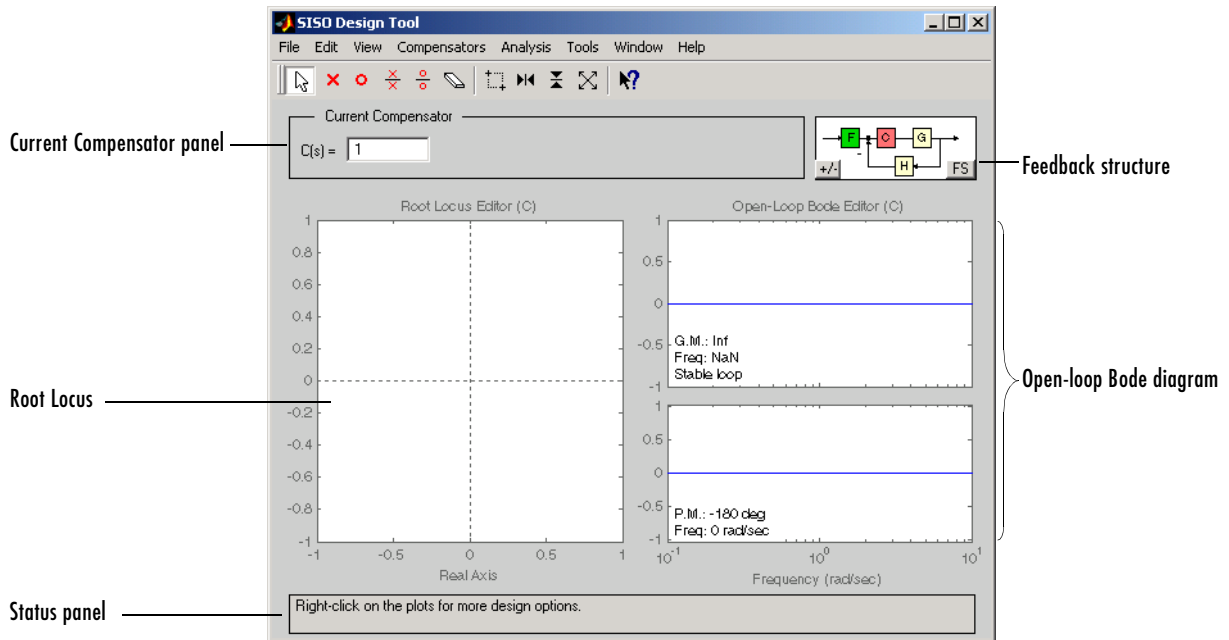 SISO Design Tool
File Edit View Compensators Analysis Tools Window Help
Current Compensator
C(s) = 1
F C G
-
H
+/- FS
Current Compensator panel
Feedback structure
Root Locus Editor (C)
1
0.8
0.6
0.4
0.2
0
-0.2
-0.4
-0.6
-0.8
-1
-1 -0.5 0 0.5 1
Real Axis
Open-Loop Bode Editor (C)
1
0.5
0
-0.5
-1
G.M.: Inf
Freq: NaN
Stable loop
1
0.5
0
-0.5
-1
P.M.: -180 deg
Freq: 0 rad/sec
10^-1 10^0 10^1
Frequency (rad/sec)
Root Locus
Open-loop Bode diagram
Status panel
Right-click on the plots for more design options.